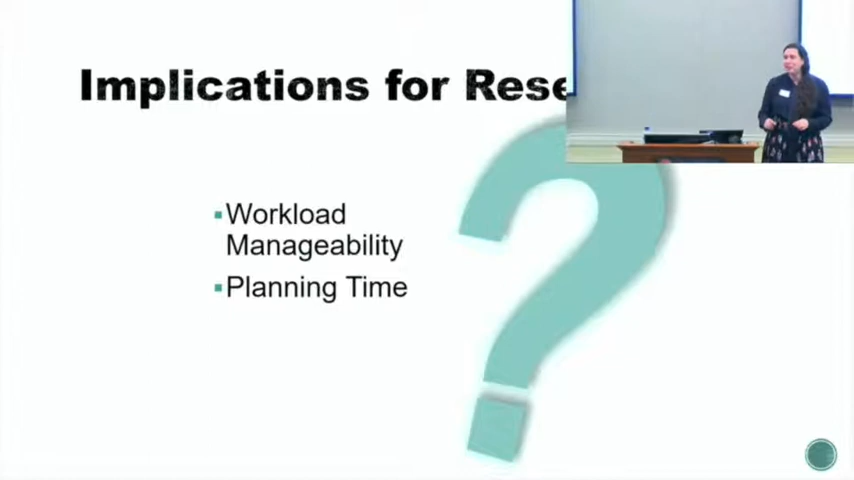 Implications for Rese
▪Workload
Manageability
▪Planning Time
?